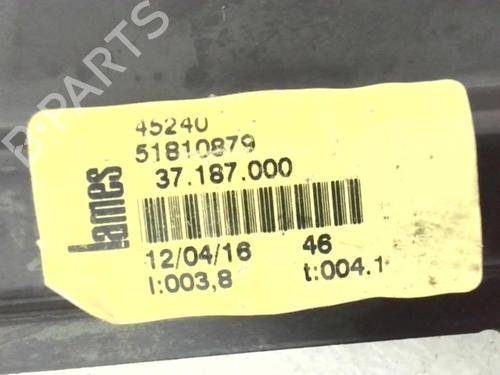 B-PARTS
45240
51810879
37.187.000
Lames
12/04/16 46
l:003,8 t:004.1